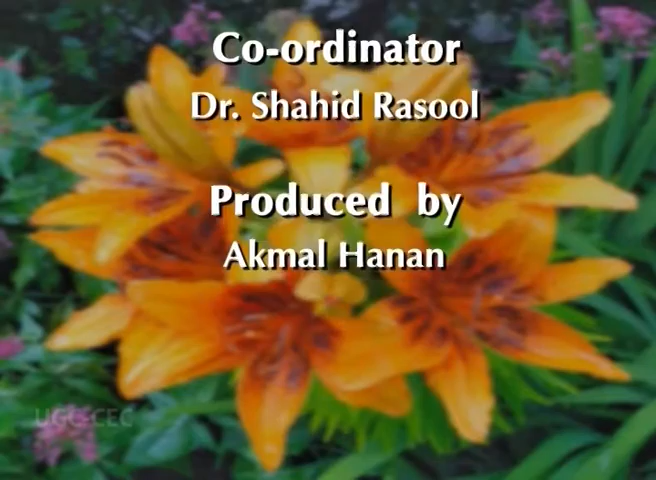 Co-ordinator
Dr. Shahid Rasool
Produced by
Akmal Hanan
UGC-CEC